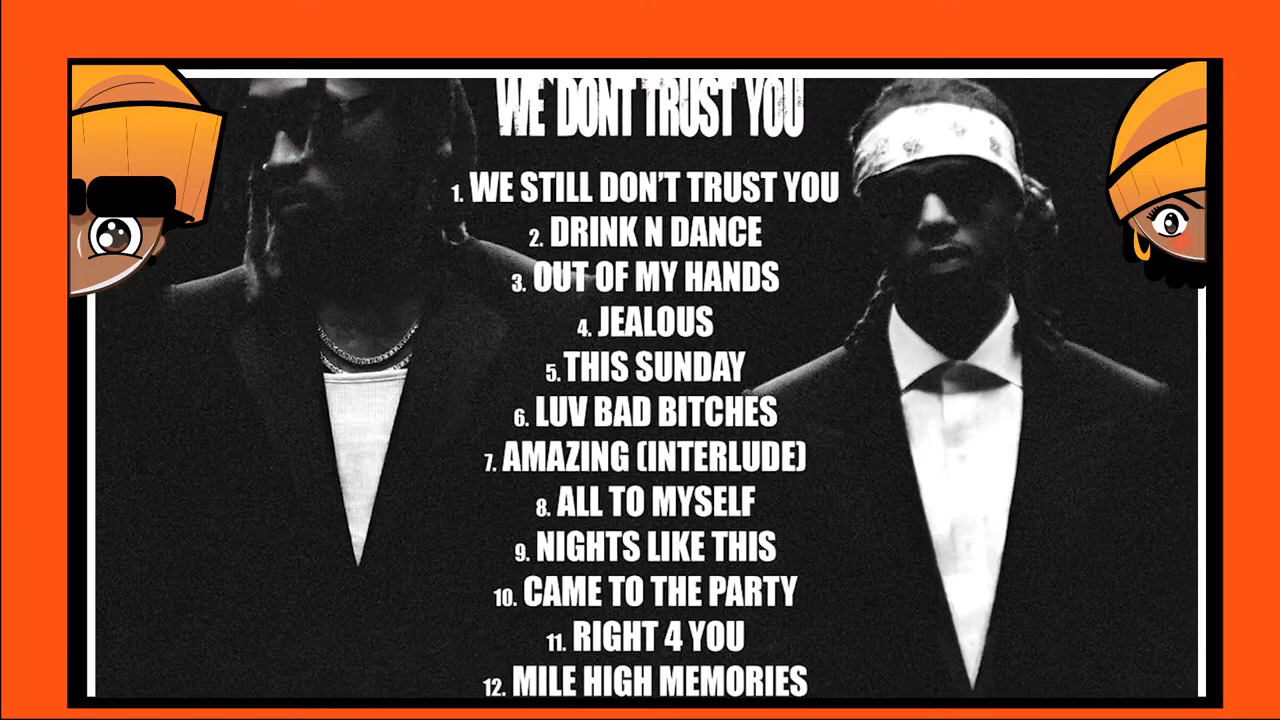 WE DONT TRUST YOU
1. WE STILL DON'T TRUST YOU
2. DRINK N DANCE
3. OUT OF MY HANDS
4. JEALOUS
5. THIS SUNDAY
6. LUV BAD BITCHES
7. AMAZING (INTERLUDE)
8. ALL TO MYSELF
9. NIGHTS LIKE THIS
10. CAME TO THE PARTY
11. RIGHT 4 YOU
12. MILE HIGH MEMORIES